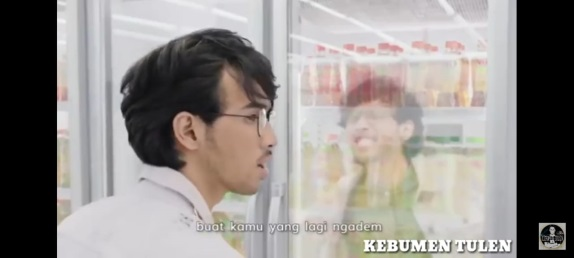 buat kamu yang lagi ngadem
KEBUMEN TULEN